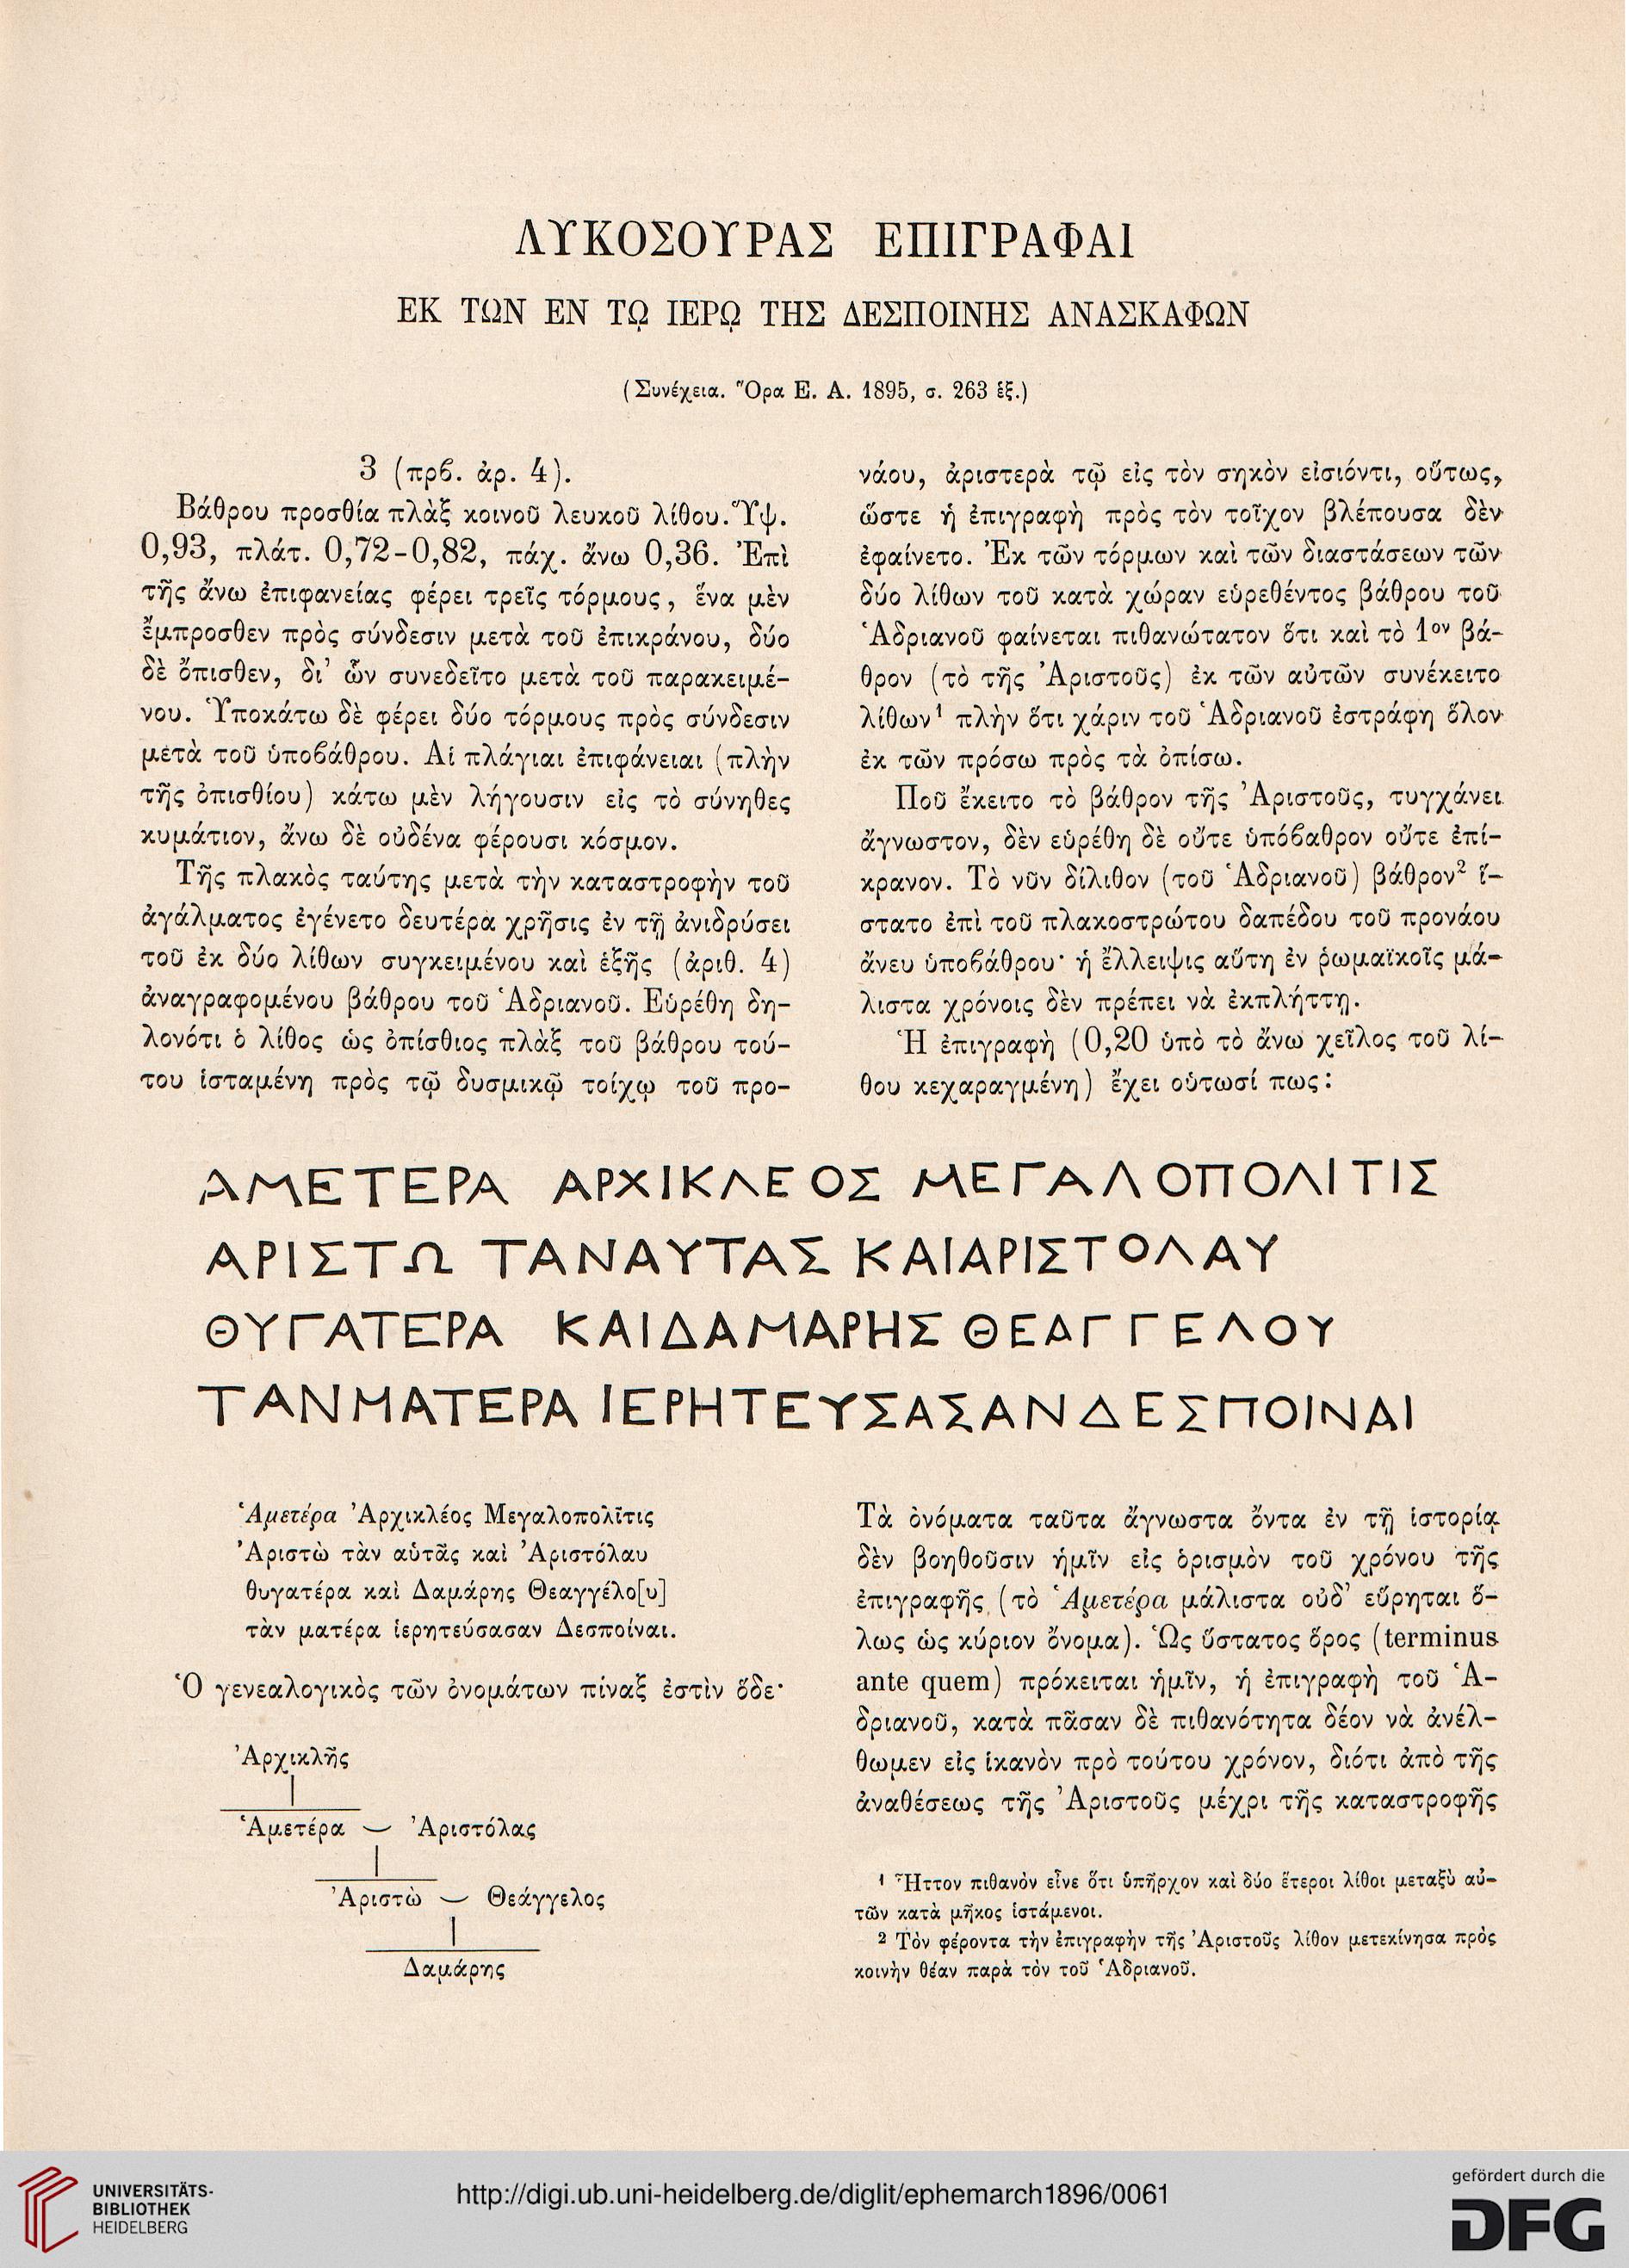 ΛΥΚΟΣΟΥΡΑΣ ΕΠΙΓΡΑΦΑΙ
ΕΚ ΤΩΝ ΕΝ Τῼ ΙΕΡῼ ΤΗΣ ΔΕΣΠΟΙΝΗΣ ΑΝΑΣΚΑΦΩΝ
(Συνέχεια. Ὅρα Ε. Α. 1895, σ. 263 ἑξ.)
3 (πρϐ. ἀρ. 4).
Βάθρου προσθία πλὰξ κοινοῦ λευκοῦ λίθου. Ὕψ.
0,93, πλάτ. 0,72-0,82, πάχ. ἄνω 0,36. Ἐπὶ
τῆς ἄνω ἐπιφανείας φέρει τρεῖς τόρμους, ἕνα μὲν
ἔμπροσθεν πρὸς σύνδεσιν μετὰ τοῦ ἐπικράνου, δύο
δὲ ὄπισθεν, δι' ὧν συνεδεῖτο μετὰ τοῦ παρακειμέ-
νου. Ὑποκάτω δὲ φέρει δύο τόρμους πρὸς σύνδεσιν
μετὰ τοῦ ὑποϐάθρου. Αἱ πλάγιαι ἐπιφάνειαι (πλὴν
τῆς ὀπισθίου) κάτω μὲν λήγουσιν εἰς τὸ σύνηθες
κυμάτιον, ἄνω δὲ οὐδένα φέρουσι κόσμον.
Τῆς πλακὸς ταύτης μετὰ τὴν καταστροφὴν τοῦ
ἀγάλματος ἐγένετο δευτέρα χρῆσις ἐν τῇ ἀνιδρύσει
τοῦ ἐκ δύο λίθων συγκειμένου καὶ ἑξῆς (ἀριθ. 4)
ἀναγραφομένου βάθρου τοῦ Ἁδριανοῦ. Εὑρέθη δη-
λονότι ὁ λίθος ὡς ὀπίσθιος πλὰξ τοῦ βάθρου τού-
του ἱσταμένη πρὸς τῷ δυσμικῷ τοίχῳ τοῦ προ-
νάου, ἀριστερὰ τῷ εἰς τὸν σηκὸν εἰσιόντι, οὕτως,
ὥστε ἡ ἐπιγραφὴ πρὸς τὸν τοῖχον βλέπουσα δὲν
ἐφαίνετο. Ἐκ τῶν τόρμων καὶ τῶν διαστάσεων τῶν
δύο λίθων τοῦ κατὰ χώραν εὑρεθέντος βάθρου τοῦ
Ἁδριανοῦ φαίνεται πιθανώτατον ὅτι καὶ τὸ 1ον βά-
θρον (τὸ τῆς Ἀριστοῦς) ἐκ τῶν αὐτῶν συνέκειτο
λίθων¹ πλὴν ὅτι χάριν τοῦ Ἁδριανοῦ ἐστράφη ὅλον
ἐκ τῶν πρόσω πρὸς τὰ ὀπίσω.
Ποῦ ἔκειτο τὸ βάθρον τῆς Ἀριστοῦς, τυγχάνει
ἄγνωστον, δὲν εὑρέθη δὲ οὔτε ὑπόϐαθρον οὔτε ἐπί-
κρανον. Τὸ νῦν δίλιθον (τοῦ Ἁδριανοῦ) βάθρον² ἵ-
στατο ἐπὶ τοῦ πλακοστρώτου δαπέδου τοῦ προνάου
ἄνευ ὑποϐάθρου· ἡ ἔλλειψις αὕτη ἐν ῥωμαϊκοῖς μά-
λιστα χρόνοις δὲν πρέπει νὰ ἐκπλήττῃ.
Ἡ ἐπιγραφὴ (0,20 ὑπὸ τὸ ἄνω χεῖλος τοῦ λί-
θου κεχαραγμένη) ἔχει οὑτωσί πως:
ΑΜΕΤΕΡΑ ΑΡΧΙΚΛΕΟΣ ΜΕΓΑΛΟΠΟΛΙΤΙΣ
ΑΡΙΣΤΩ ΤΑΝΑΥΤΑΣ ΚΑΙΑΡΙΣΤΟΛΑΥ
ΘΥΓΑΤΕΡΑ ΚΑΙΔΑΜΑΡΗΣ ΘΕΑΓΓΕΛΟΥ
ΤΑΝΜΑΤΕΡΑ ΙΕΡΗΤΕΥΣΑΣΑΝΔΕΣΠΟΙΝΑΙ
Ἁμετέρα Ἀρχικλέος Μεγαλοπολῖτις
Ἀριστὼ τὰν αὑτᾶς καὶ Ἀριστόλαυ
θυγατέρα καὶ Δαμάρης Θεαγγέλο[υ]
τὰν ματέρα ἱερητεύσασαν Δεσποίναι.
Ὁ γενεαλογικὸς τῶν ὀνομάτων πίναξ ἐστὶν ὅδε·
Ἀρχικλῆς
Ἁμετέρα ⏑ Ἀριστόλας
Ἀριστὼ ⏑ Θεάγγελος
Δαμάρης
Τὰ ὀνόματα ταῦτα ἄγνωστα ὄντα ἐν τῇ ἱστορίᾳ
δὲν βοηθοῦσιν ἡμῖν εἰς ὁρισμὸν τοῦ χρόνου τῆς
ἐπιγραφῆς (τὸ Ἁμετέρα μάλιστα οὐδ' εὕρηται ὅ-
λως ὡς κύριον ὄνομα). Ὡς ὕστατος ὅρος (terminus
ante quem) πρόκειται ἡμῖν, ἡ ἐπιγραφὴ τοῦ Ἁ-
δριανοῦ, κατὰ πᾶσαν δὲ πιθανότητα δέον νὰ ἀνέλ-
θωμεν εἰς ἱκανὸν πρὸ τούτου χρόνον, διότι ἀπὸ τῆς
ἀναθέσεως τῆς Ἀριστοῦς μέχρι τῆς καταστροφῆς
¹ Ἧττον πιθανὸν εἶνε ὅτι ὑπῆρχον καὶ δύο ἕτεροι λίθοι μεταξὺ αὐ-
τῶν κατὰ μῆκος ἱστάμενοι.
² Τὸν φέροντα τὴν ἐπιγραφὴν τῆς Ἀριστοῦς λίθον μετεκίνησα πρὸς
κοινὴν θέαν παρὰ τὸν τοῦ Ἁδριανοῦ.
UNIVERSITÄTS-
BIBLIOTHEK
HEIDELBERG
http://digi.ub.uni-heidelberg.de/diglit/ephemarch1896/0061
gefördert durch die
DFG